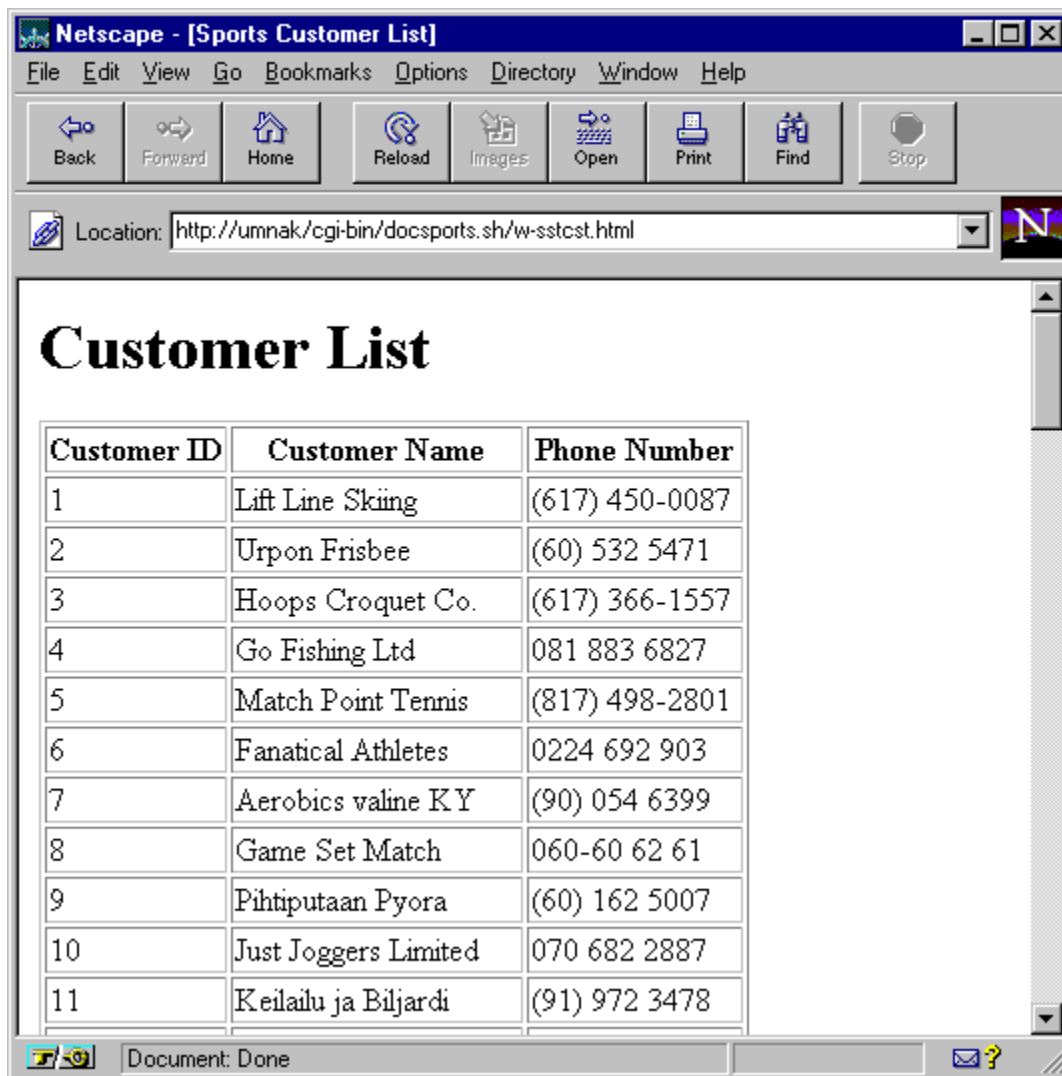 Netscape - [Sports Customer List]
File Edit View Go Bookmarks Options Directory Window Help
Back Forward Home Reload Images Open Print Find Stop
Location: http://umnak/cgi-bin/docsports.sh/w-sstcst.html
N
Customer List
Customer ID Customer Name Phone Number
1 Lift Line Skiing (617) 450-0087
2 Urpon Frisbee (60) 532 5471
3 Hoops Croquet Co. (617) 366-1557
4 Go Fishing Ltd 081 883 6827
5 Match Point Tennis (817) 498-2801
6 Fanatical Athletes 0224 692 903
7 Aerobics valine KY (90) 054 6399
8 Game Set Match 060-60 62 61
9 Pihtiputaan Pyora (60) 162 5007
10 Just Joggers Limited 070 682 2887
11 Keilailu ja Biljardi (91) 972 3478
Document: Done